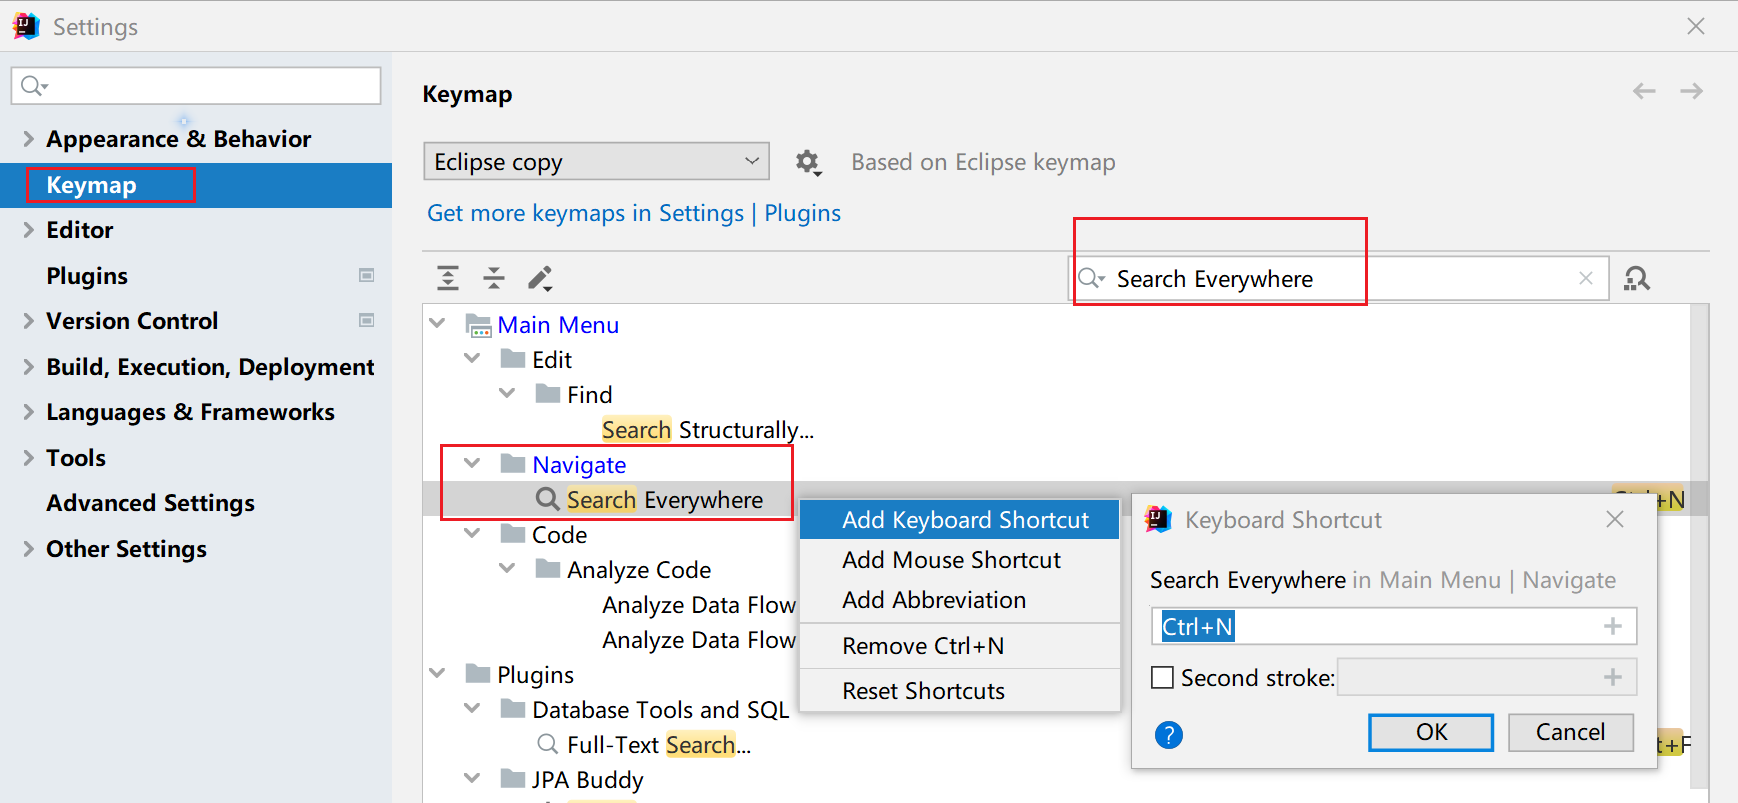 Settings
Appearance & Behavior
Keymap
Editor
Plugins
Version Control
Build, Execution, Deployment
Languages & Frameworks
Tools
Advanced Settings
Other Settings
Keymap
Eclipse copy
Based on Eclipse keymap
Get more keymaps in Settings | Plugins
Search Everywhere
Main Menu
Edit
Find
Search Structurally...
Navigate
Search Everywhere
Ctrl+N
Code
Analyze Code
Analyze Data Flow
Analyze Data Flow
Plugins
Database Tools and SQL
Full-Text Search...
JPA Buddy
Add Keyboard Shortcut
Add Mouse Shortcut
Add Abbreviation
Remove Ctrl+N
Reset Shortcuts
Keyboard Shortcut
Search Everywhere in Main Menu | Navigate
Ctrl+N
Second stroke:
OK
Cancel